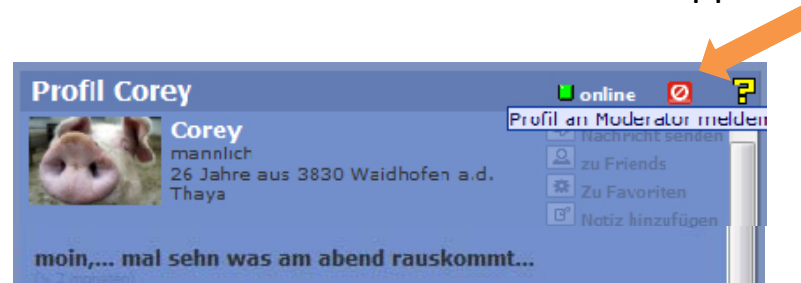 Profil Corey
online
Profil an Moderator melden
Corey
männlich
26 Jahre aus 3830 Waidhofen a.d.
Thaya
Nachricht senden
zu Friends
Zu Favoriten
Notiz hinzufügen
moin,... mal sehn was am abend rauskommt...